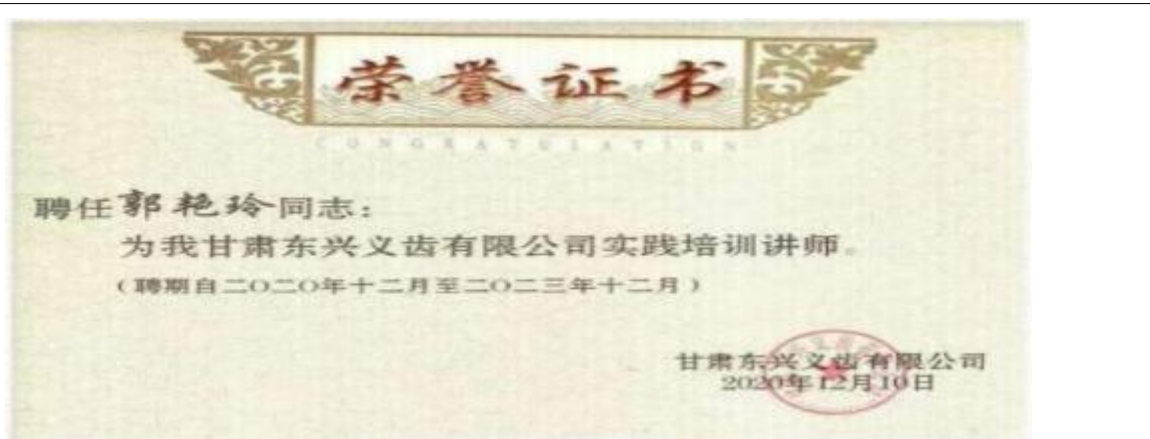 荣誉证书
CONGRATULATION
聘任郭艳玲同志：
为我甘肃东兴义齿有限公司实践培训讲师。
（聘期自二〇二〇年十二月至二〇二三年十二月）
甘肃东兴义齿有限公司
2020年12月10日